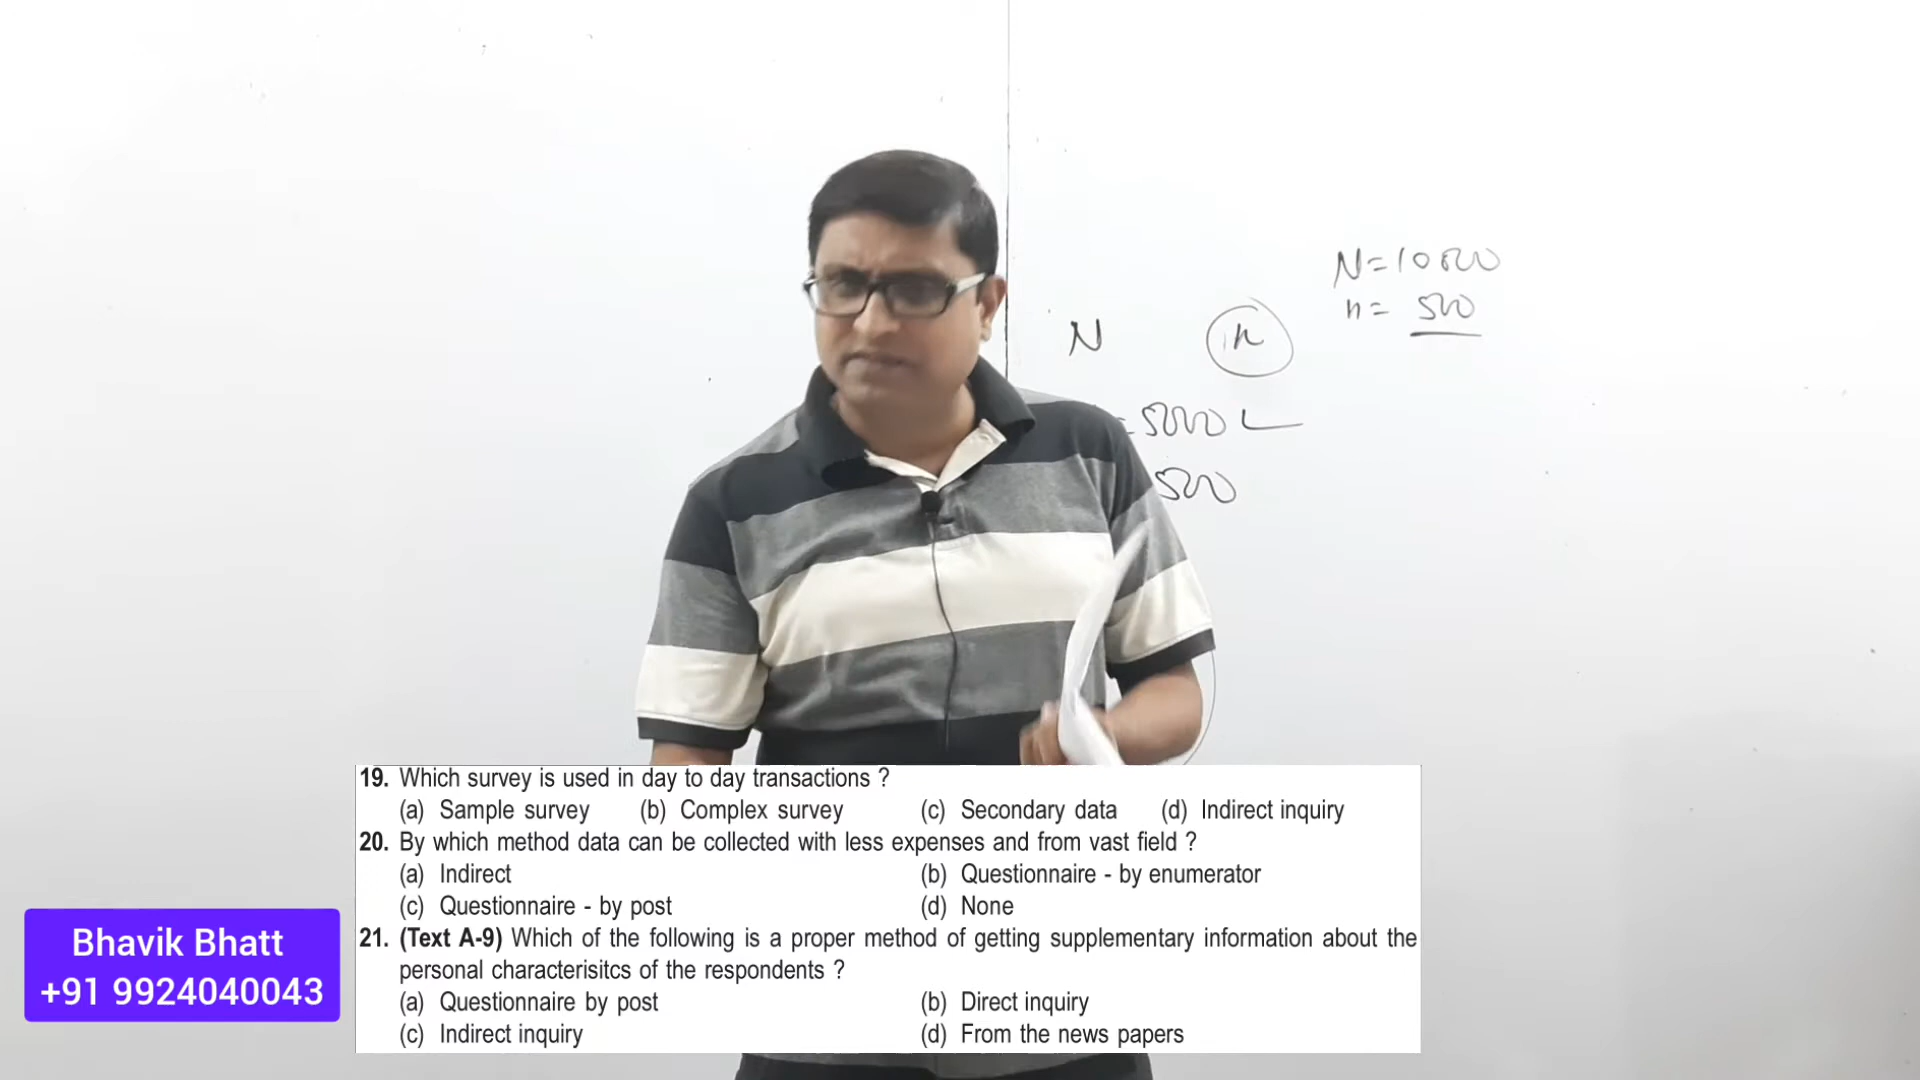 N=10000
n= 500
N n
=5000
500
19. Which survey is used in day to day transactions ?
(a) Sample survey (b) Complex survey (c) Secondary data (d) Indirect inquiry
20. By which method data can be collected with less expenses and from vast field ?
(a) Indirect (b) Questionnaire - by enumerator
(c) Questionnaire - by post (d) None
21. (Text A-9) Which of the following is a proper method of getting supplementary information about the
personal characterisitcs of the respondents ?
(a) Questionnaire by post (b) Direct inquiry
(c) Indirect inquiry (d) From the news papers
Bhavik Bhatt
+91 9924040043